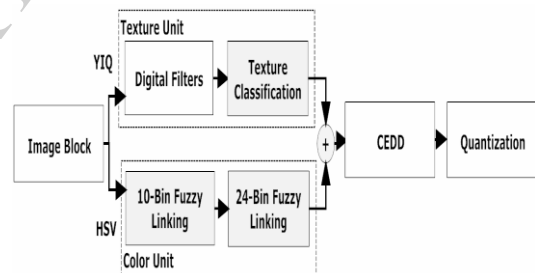 Texture Unit
YIQ
Digital Filters
Texture
Classification
Image Block
+
CEDD
Quantization
10-Bin Fuzzy
Linking
24-Bin Fuzzy
Linking
HSV
Color Unit